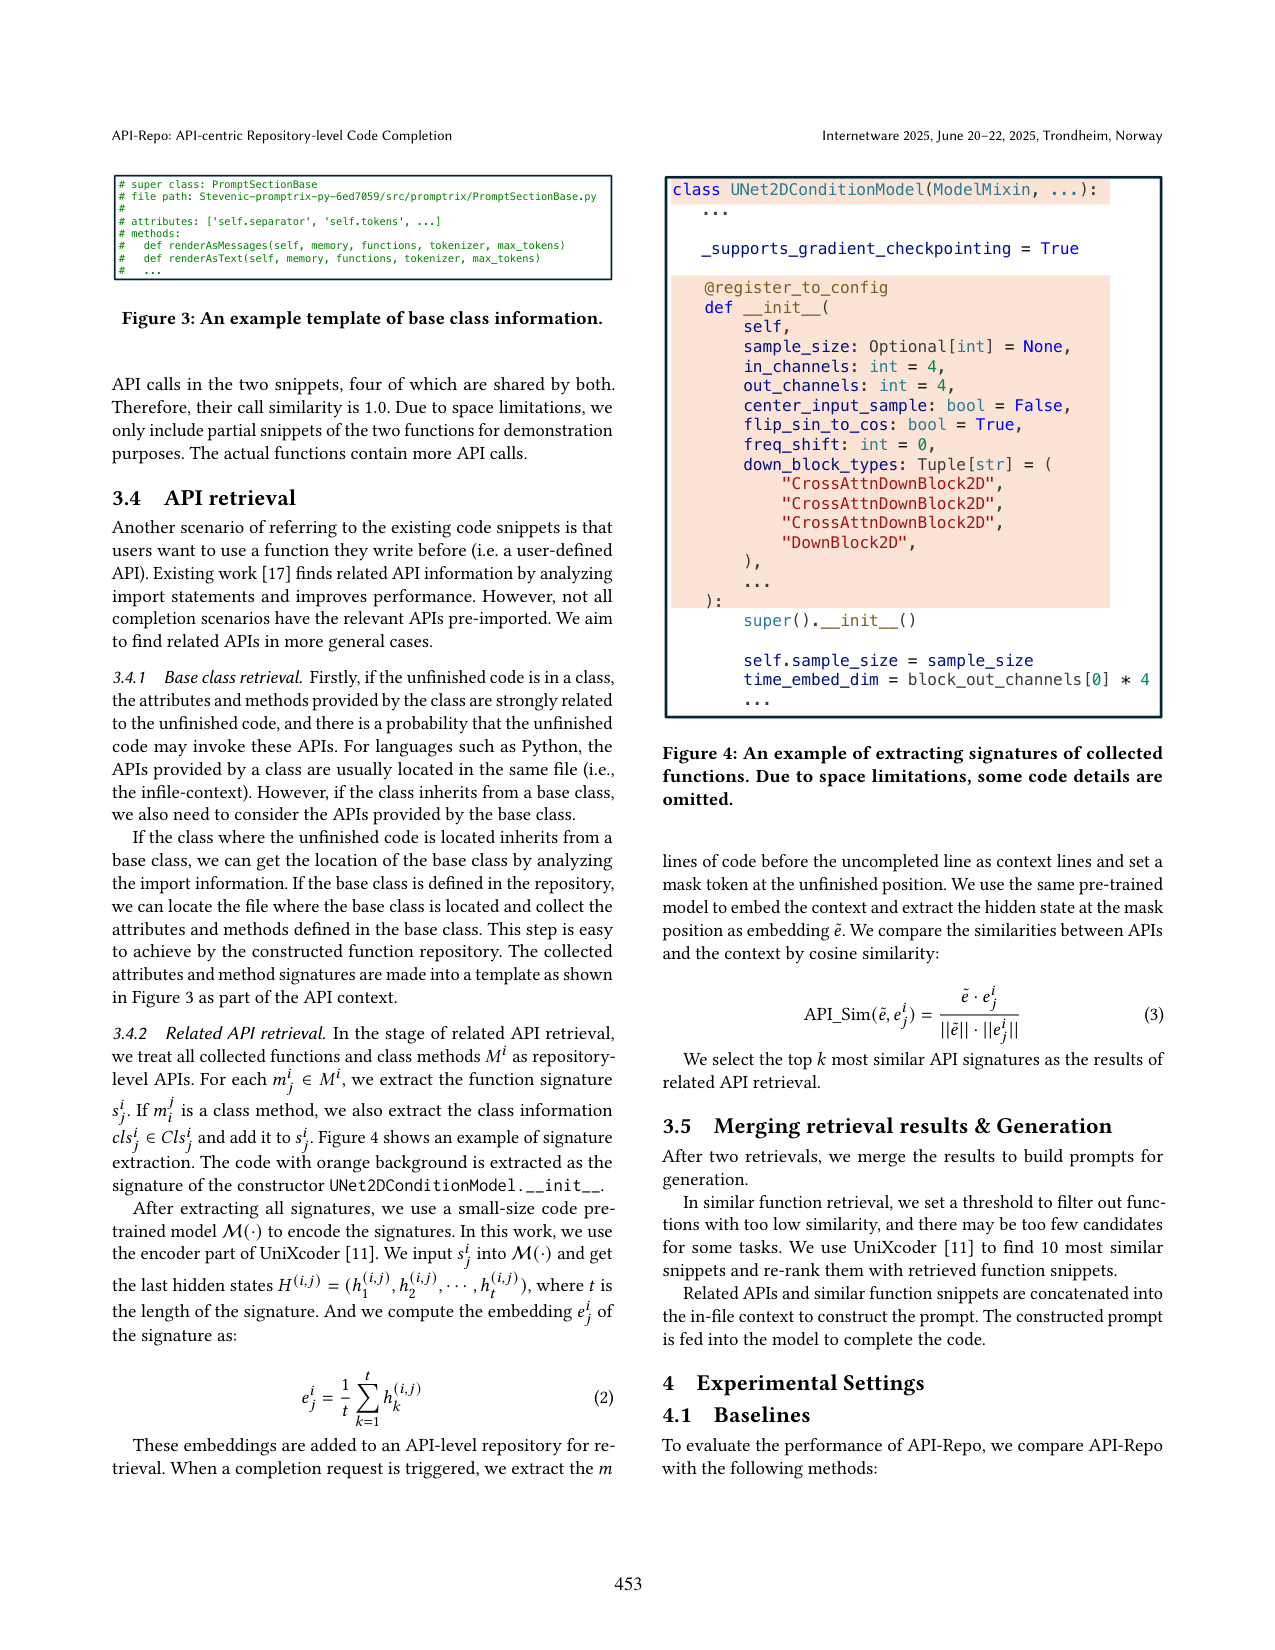 API-Repo: API-centric Repository-level Code Completion
Internetware 2025, June 20–22, 2025, Trondheim, Norway
# super class: PromptSectionBase
# file path: Stevenic-promptrix-py-6ed7059/src/promptrix/PromptSectionBase.py
#
# attributes: ['self.separator', 'self.tokens', ...]
# methods:
#   def renderAsMessages(self, memory, functions, tokenizer, max_tokens)
#   def renderAsText(self, memory, functions, tokenizer, max_tokens)
#   ...
Figure 3: An example template of base class information.
API calls in the two snippets, four of which are shared by both.
Therefore, their call similarity is 1.0. Due to space limitations, we
only include partial snippets of the two functions for demonstration
purposes. The actual functions contain more API calls.
3.4 API retrieval
Another scenario of referring to the existing code snippets is that
users want to use a function they write before (i.e. a user-defined
API). Existing work [17] finds related API information by analyzing
import statements and improves performance. However, not all
completion scenarios have the relevant APIs pre-imported. We aim
to find related APIs in more general cases.
3.4.1 Base class retrieval. Firstly, if the unfinished code is in a class,
the attributes and methods provided by the class are strongly related
to the unfinished code, and there is a probability that the unfinished
code may invoke these APIs. For languages such as Python, the
APIs provided by a class are usually located in the same file (i.e.,
the infile-context). However, if the class inherits from a base class,
we also need to consider the APIs provided by the base class.
If the class where the unfinished code is located inherits from a
base class, we can get the location of the base class by analyzing
the import information. If the base class is defined in the repository,
we can locate the file where the base class is located and collect the
attributes and methods defined in the base class. This step is easy
to achieve by the constructed function repository. The collected
attributes and method signatures are made into a template as shown
in Figure 3 as part of the API context.
3.4.2 Related API retrieval. In the stage of related API retrieval,
we treat all collected functions and class methods M^i as repository-
level APIs. For each m_j^i ∈ M^i, we extract the function signature
s_j^i. If m_i^j is a class method, we also extract the class information
cls_j^i ∈ Cls_j^i and add it to s_j^i. Figure 4 shows an example of signature
extraction. The code with orange background is extracted as the
signature of the constructor UNet2DConditionModel.__init__.
After extracting all signatures, we use a small-size code pre-
trained model M(·) to encode the signatures. In this work, we use
the encoder part of UniXcoder [11]. We input s_j^i into M(·) and get
the last hidden states H^(i,j) = (h_1^(i,j), h_2^(i,j), · · · , h_t^(i,j)), where t is
the length of the signature. And we compute the embedding e_j^i of
the signature as:
e_j^i = 1/t ∑_{k=1}^{t} h_k^(i,j) (2)
These embeddings are added to an API-level repository for re-
trieval. When a completion request is triggered, we extract the m
class UNet2DConditionModel(ModelMixin, ...):
...
_supports_gradient_checkpointing = True
@register_to_config
def __init__(
self,
sample_size: Optional[int] = None,
in_channels: int = 4,
out_channels: int = 4,
center_input_sample: bool = False,
flip_sin_to_cos: bool = True,
freq_shift: int = 0,
down_block_types: Tuple[str] = (
"CrossAttnDownBlock2D",
"CrossAttnDownBlock2D",
"CrossAttnDownBlock2D",
"DownBlock2D",
),
...
):
super().__init__()
self.sample_size = sample_size
time_embed_dim = block_out_channels[0] * 4
...
Figure 4: An example of extracting signatures of collected
functions. Due to space limitations, some code details are
omitted.
lines of code before the uncompleted line as context lines and set a
mask token at the unfinished position. We use the same pre-trained
model to embed the context and extract the hidden state at the mask
position as embedding ẽ. We compare the similarities between APIs
and the context by cosine similarity:
API_Sim(ẽ, e_j^i) = ẽ · e_j^i / ||ẽ|| · ||e_j^i|| (3)
We select the top k most similar API signatures as the results of
related API retrieval.
3.5 Merging retrieval results & Generation
After two retrievals, we merge the results to build prompts for
generation.
In similar function retrieval, we set a threshold to filter out func-
tions with too low similarity, and there may be too few candidates
for some tasks. We use UniXcoder [11] to find 10 most similar
snippets and re-rank them with retrieved function snippets.
Related APIs and similar function snippets are concatenated into
the in-file context to construct the prompt. The constructed prompt
is fed into the model to complete the code.
4 Experimental Settings
4.1 Baselines
To evaluate the performance of API-Repo, we compare API-Repo
with the following methods:
453